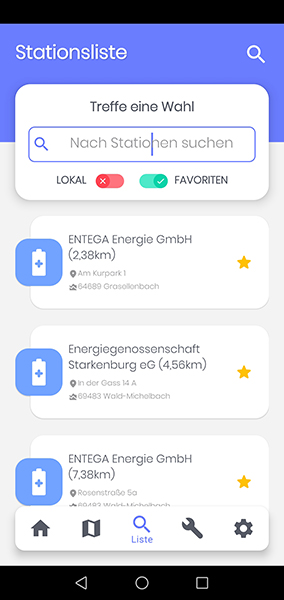 Stationsliste
Treffe eine Wahl
Nach Stationen suchen
LOKAL
FAVORITEN
ENTEGA Energie GmbH
(2,38km)
Am Kurpark 1
64689 Grasellenbach
Energiegenossenschaft
Starkenburg eG (4,56km)
In der Gass 14 A
69483 Wald-Michelbach
ENTEGA Energie GmbH
(7,38km)
Rosenstraße 5a
69483 Wald-Michelbach
Liste